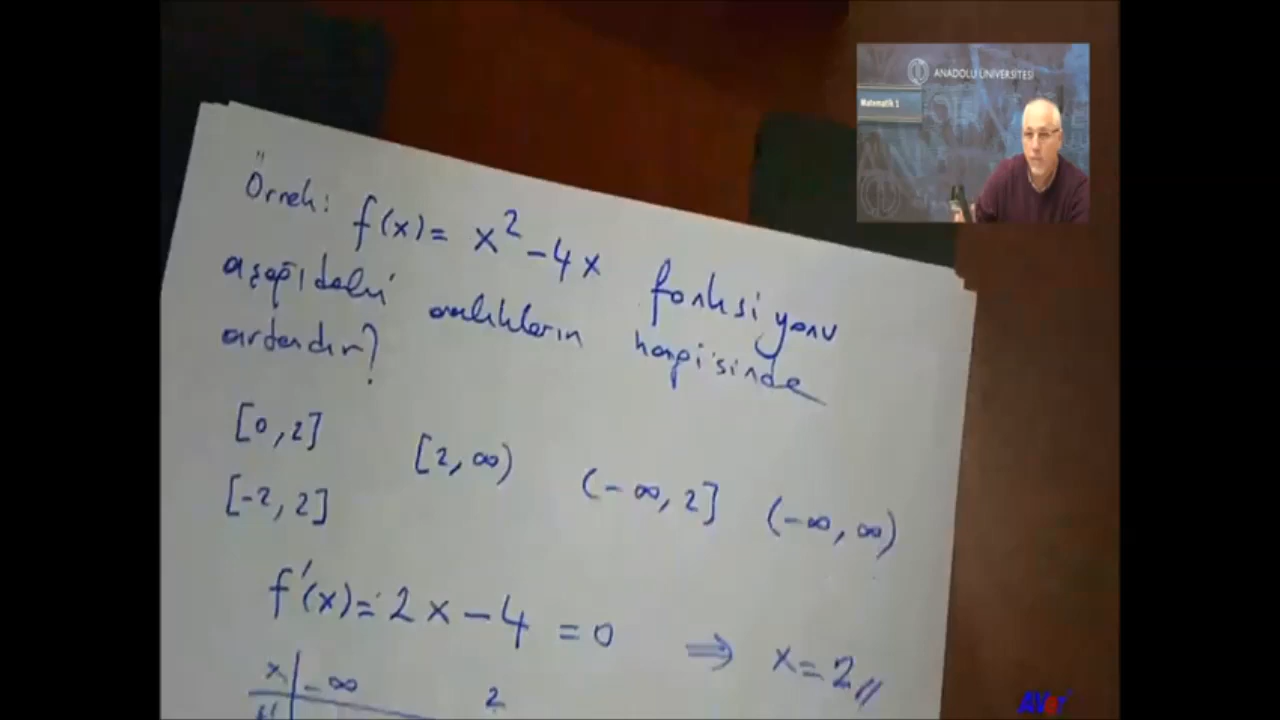 ANADOLU ÜNİVERSİTESİ
Matematik 1
Örnek: f(x) = x² - 4x fonksiyonu
aşağıdaki aralıkların hangisinde
artandır?
[0, 2] [2, ∞) (-∞, 2] (-∞, ∞)
[-2, 2]
f'(x) = 2x - 4 = 0 ⇒ x = 2 //
x | -∞ 2
AVer